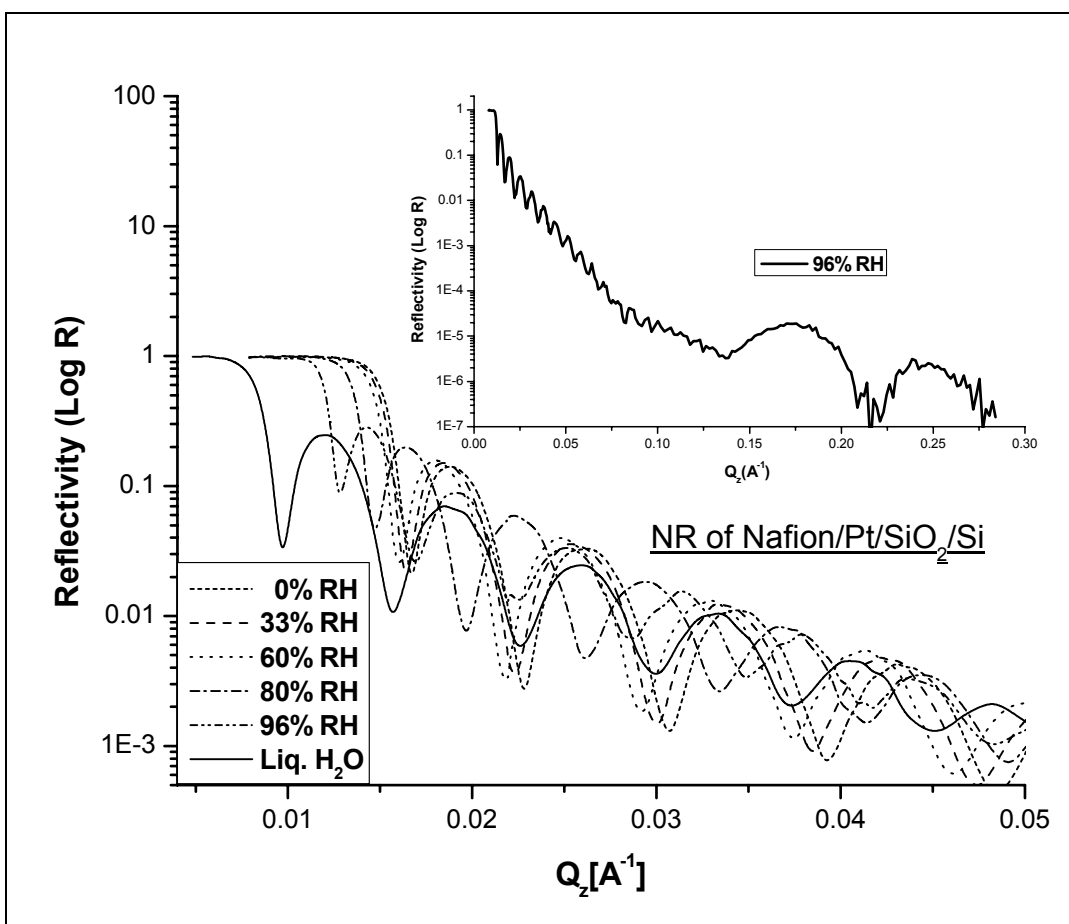 100
10
1
0.1
0.01
1E-3
Reflectivity (Log R)
0.01
0.02
0.03
0.04
0.05
Qz[A-1]
1
0.1
0.01
1E-3
1E-4
1E-5
1E-6
1E-7
Reflectivity (Log R)
0.00
0.05
0.10
0.15
0.20
0.25
0.30
Qz(A-1)
96% RH
NR of Nafion/Pt/SiO2/Si
0% RH
33% RH
60% RH
80% RH
96% RH
Liq. H2O